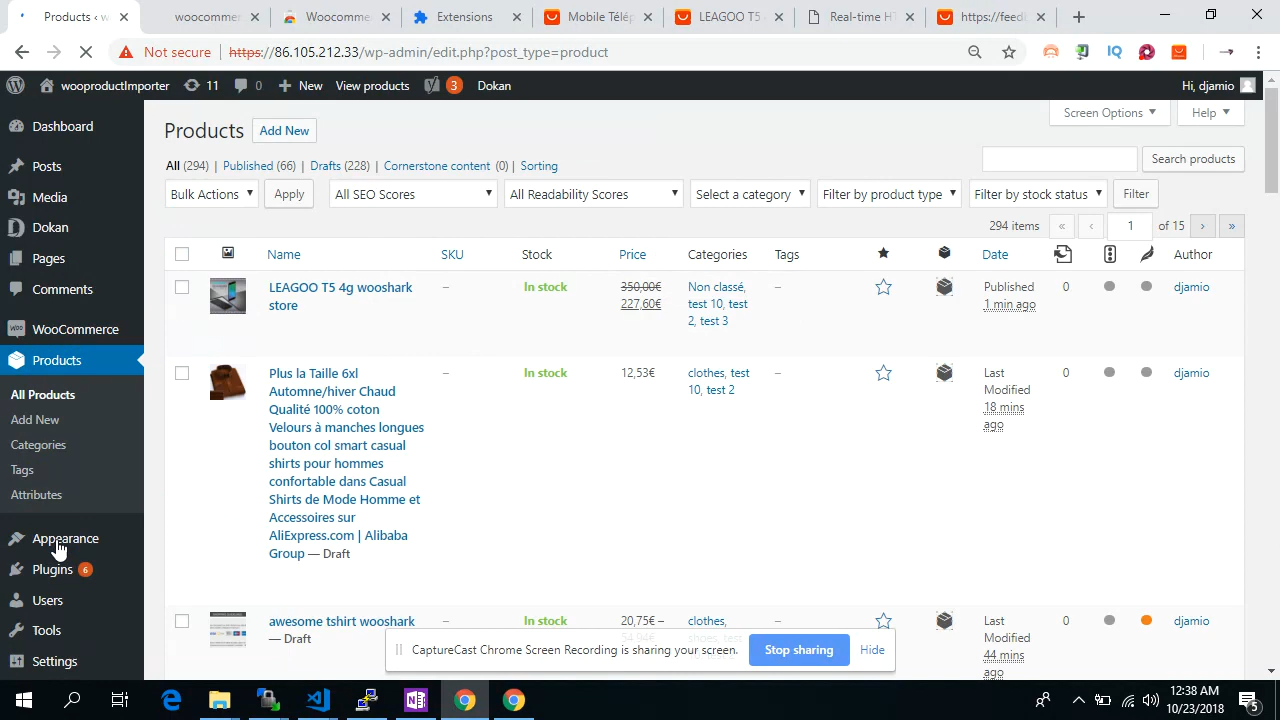 Products ‹ w
woocomme
Woocomme
Extensions
Mobile Télép
LEAGOO T5
Real-time HT
https://feedb
Not secure
https://86.105.212.33/wp-admin/edit.php?post_type=product
wooproductImporter 11 0 New View products 3 Dokan Hi, djamio
Screen Options ▼ Help ▼
Dashboard
Posts
Media
Dokan
Pages
Comments
WooCommerce
Products
All Products
Add New
Categories
Tags
Attributes
Appearance
Plugins 6
Users
Tools
Settings
Products Add New
All (294) | Published (66) | Drafts (228) | Cornerstone content (0) | Sorting
Search products
Bulk Actions Apply All SEO Scores All Readability Scores Select a category Filter by product type Filter by stock status Filter
294 items « ‹ 1 of 15 › »
Name SKU Stock Price Categories Tags Date Author
LEAGOO T5 4g wooshark
store
–
In stock
350,00€
227,60€
Non classé,
test 10, test
2, test 3
–
Published
1 min ago
0
djamio
Plus la Taille 6xl
Automne/hiver Chaud
Qualité 100% coton
Velours à manches longues
bouton col smart casual
shirts pour hommes
confortable dans Casual
Shirts de Mode Homme et
Accessoires sur
AliExpress.com | Alibaba
Group — Draft
–
In stock
12,53€
clothes, test
10, test 2
–
Last
Modified
18 mins
ago
0
djamio
awesome tshirt wooshark
— Draft
–
In stock
20,75€ –
54,94€
clothes,
shoes, test
–
Last
Modified
44 mins
ago
0
djamio
CaptureCast Chrome Screen Recording is sharing your screen. Stop sharing Hide
12:38 AM
10/23/2018
5